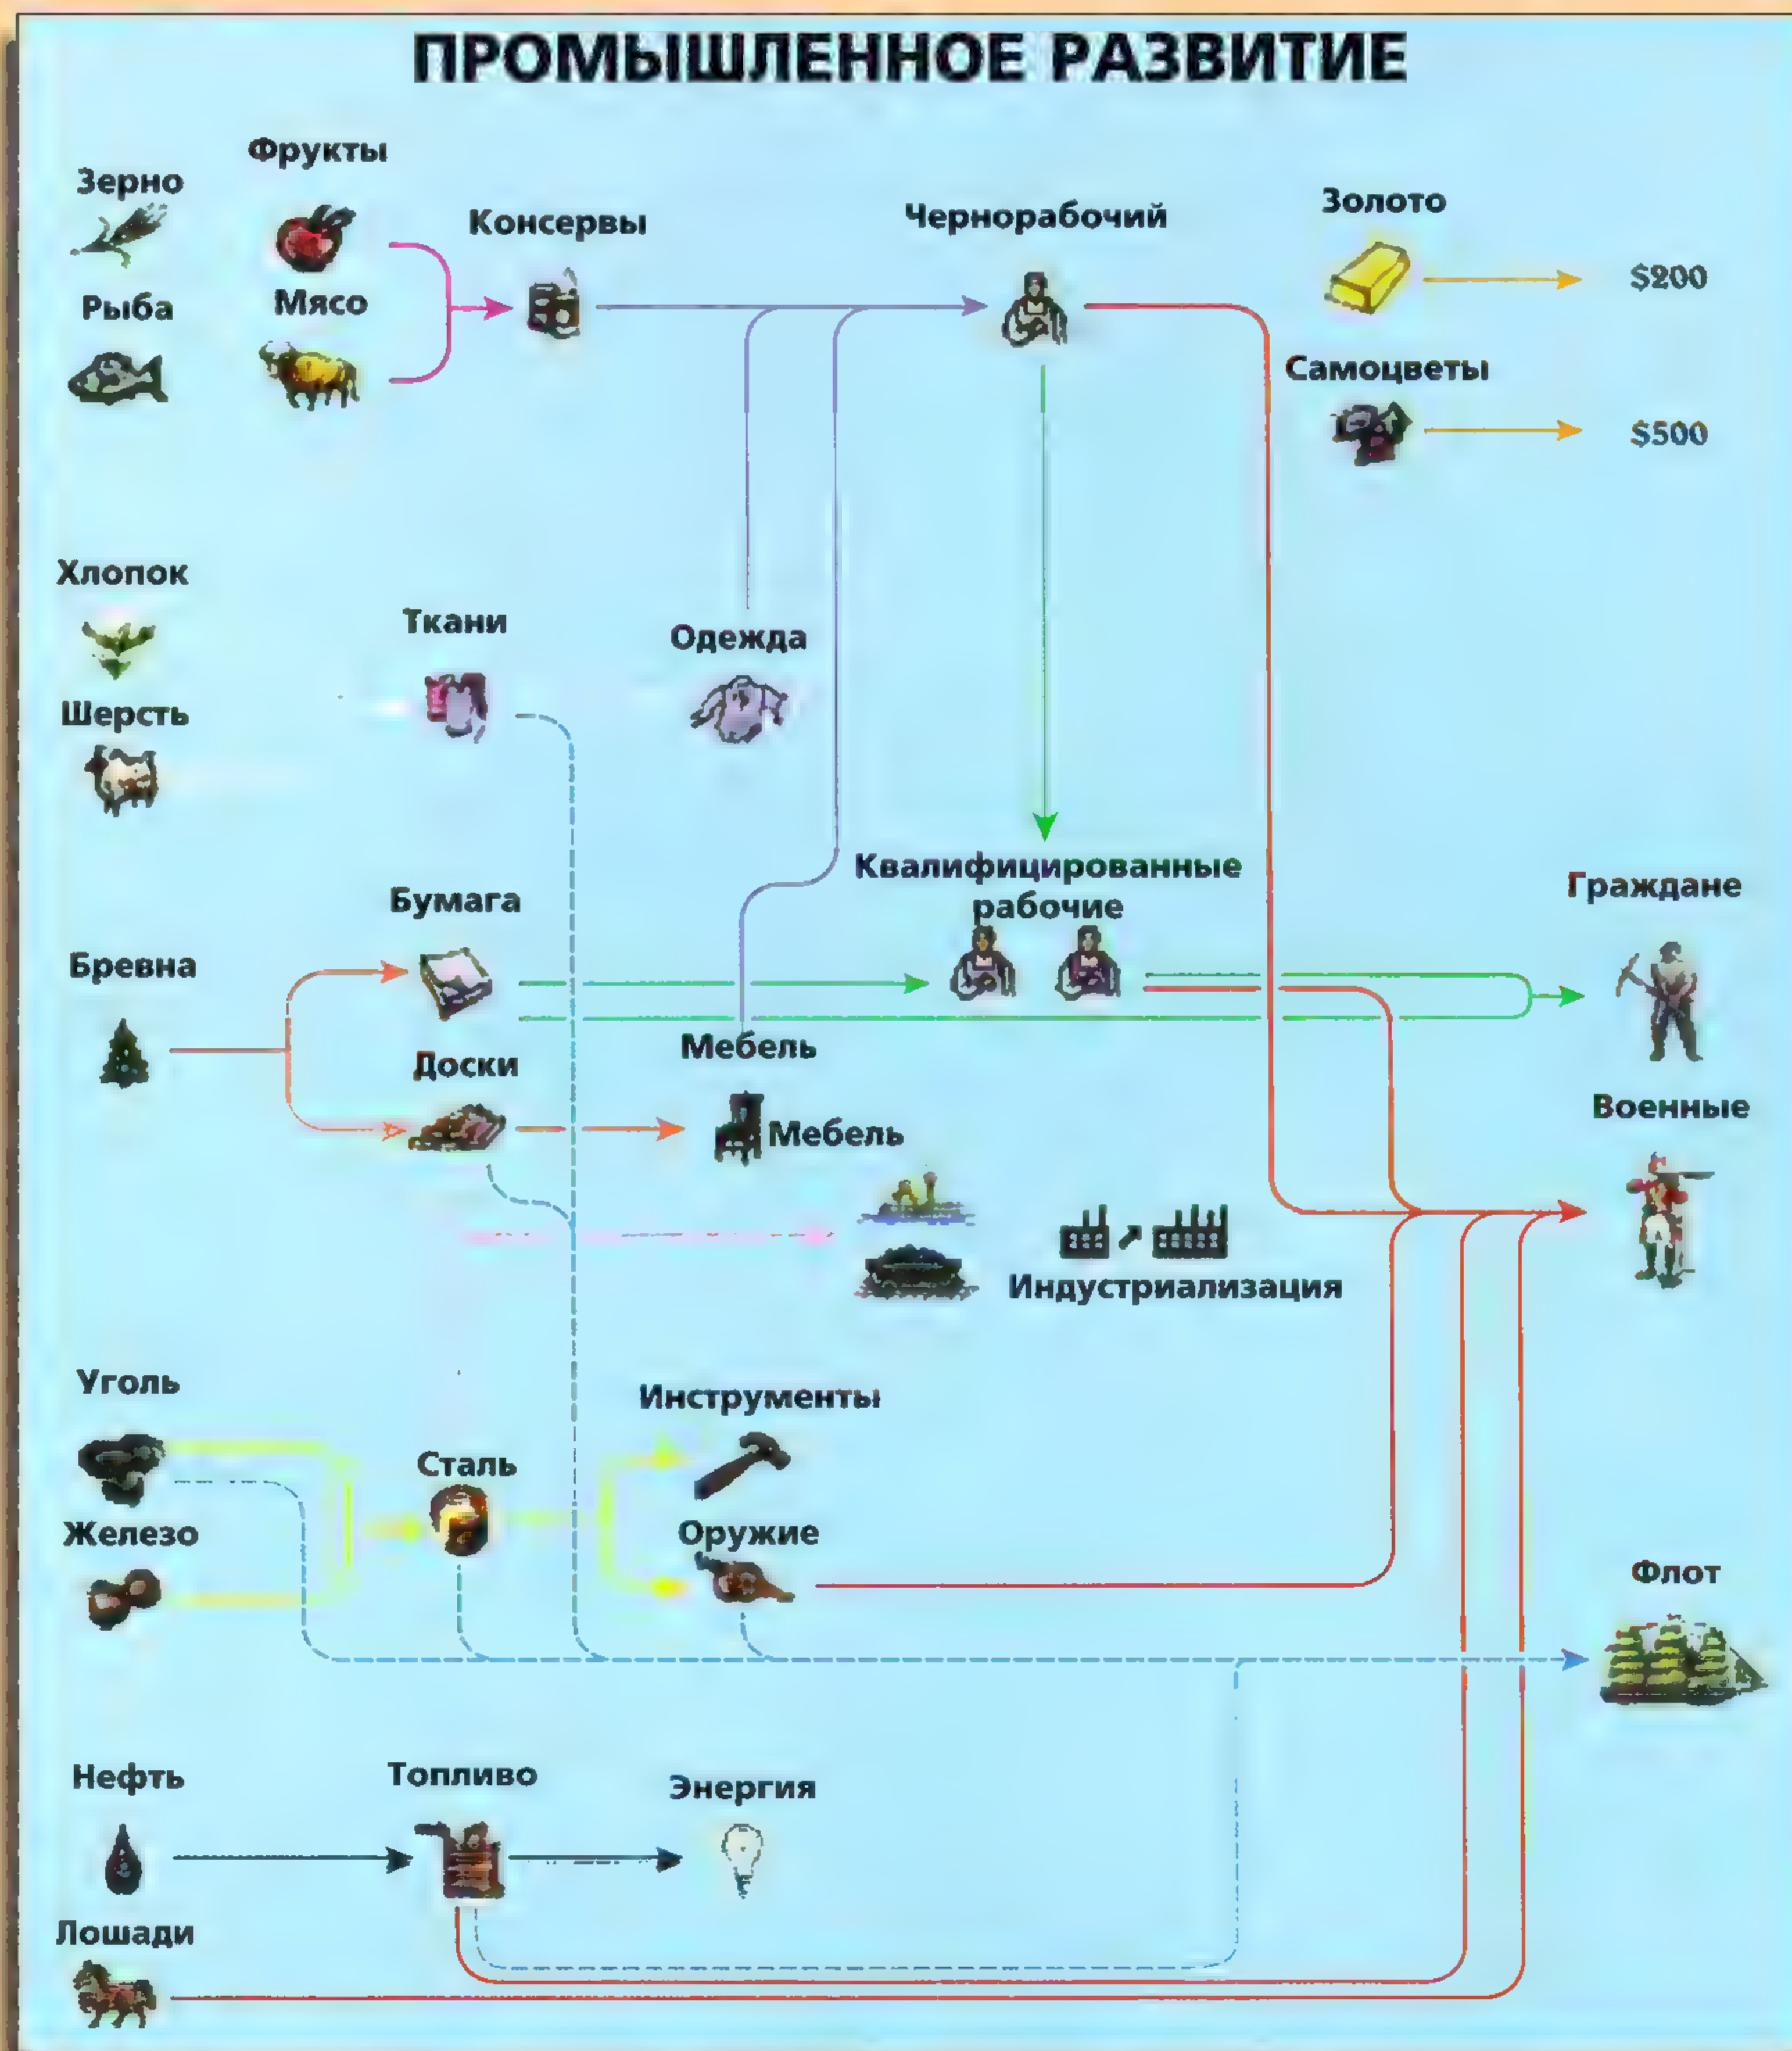 ПРОМЫШЛЕННОЕ РАЗВИТИЕ
Фрукты
Зерно
Консервы
Чернорабочий
Золото
$200
Рыба
Мясо
Самоцветы
$500
Хлопок
Ткани
Одежда
Шерсть
Квалифицированные
рабочие
Граждане
Бумага
Бревна
Мебель
Доски
Военные
Мебель
Индустриализация
Уголь
Инструменты
Сталь
Железо
Оружие
Флот
Нефть
Топливо
Энергия
Лошади